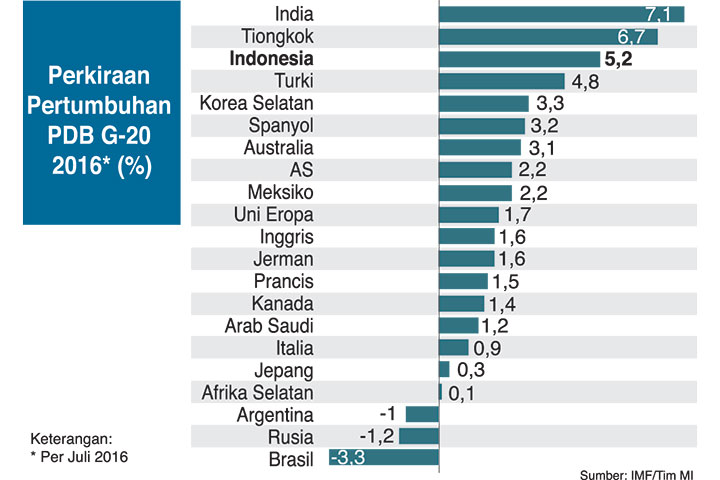 Perkiraan
Pertumbuhan
PDB G-20
2016* (%)
India 7,1
Tiongkok 6,7
Indonesia 5,2
Turki 4,8
Korea Selatan 3,3
Spanyol 3,2
Australia 3,1
AS 2,2
Meksiko 2,2
Uni Eropa 1,7
Inggris 1,6
Jerman 1,6
Prancis 1,5
Kanada 1,4
Arab Saudi 1,2
Italia 0,9
Jepang 0,3
Afrika Selatan 0,1
Argentina -1
Rusia -1,2
Brasil -3,3
Keterangan:
* Per Juli 2016
Sumber: IMF/Tim MI